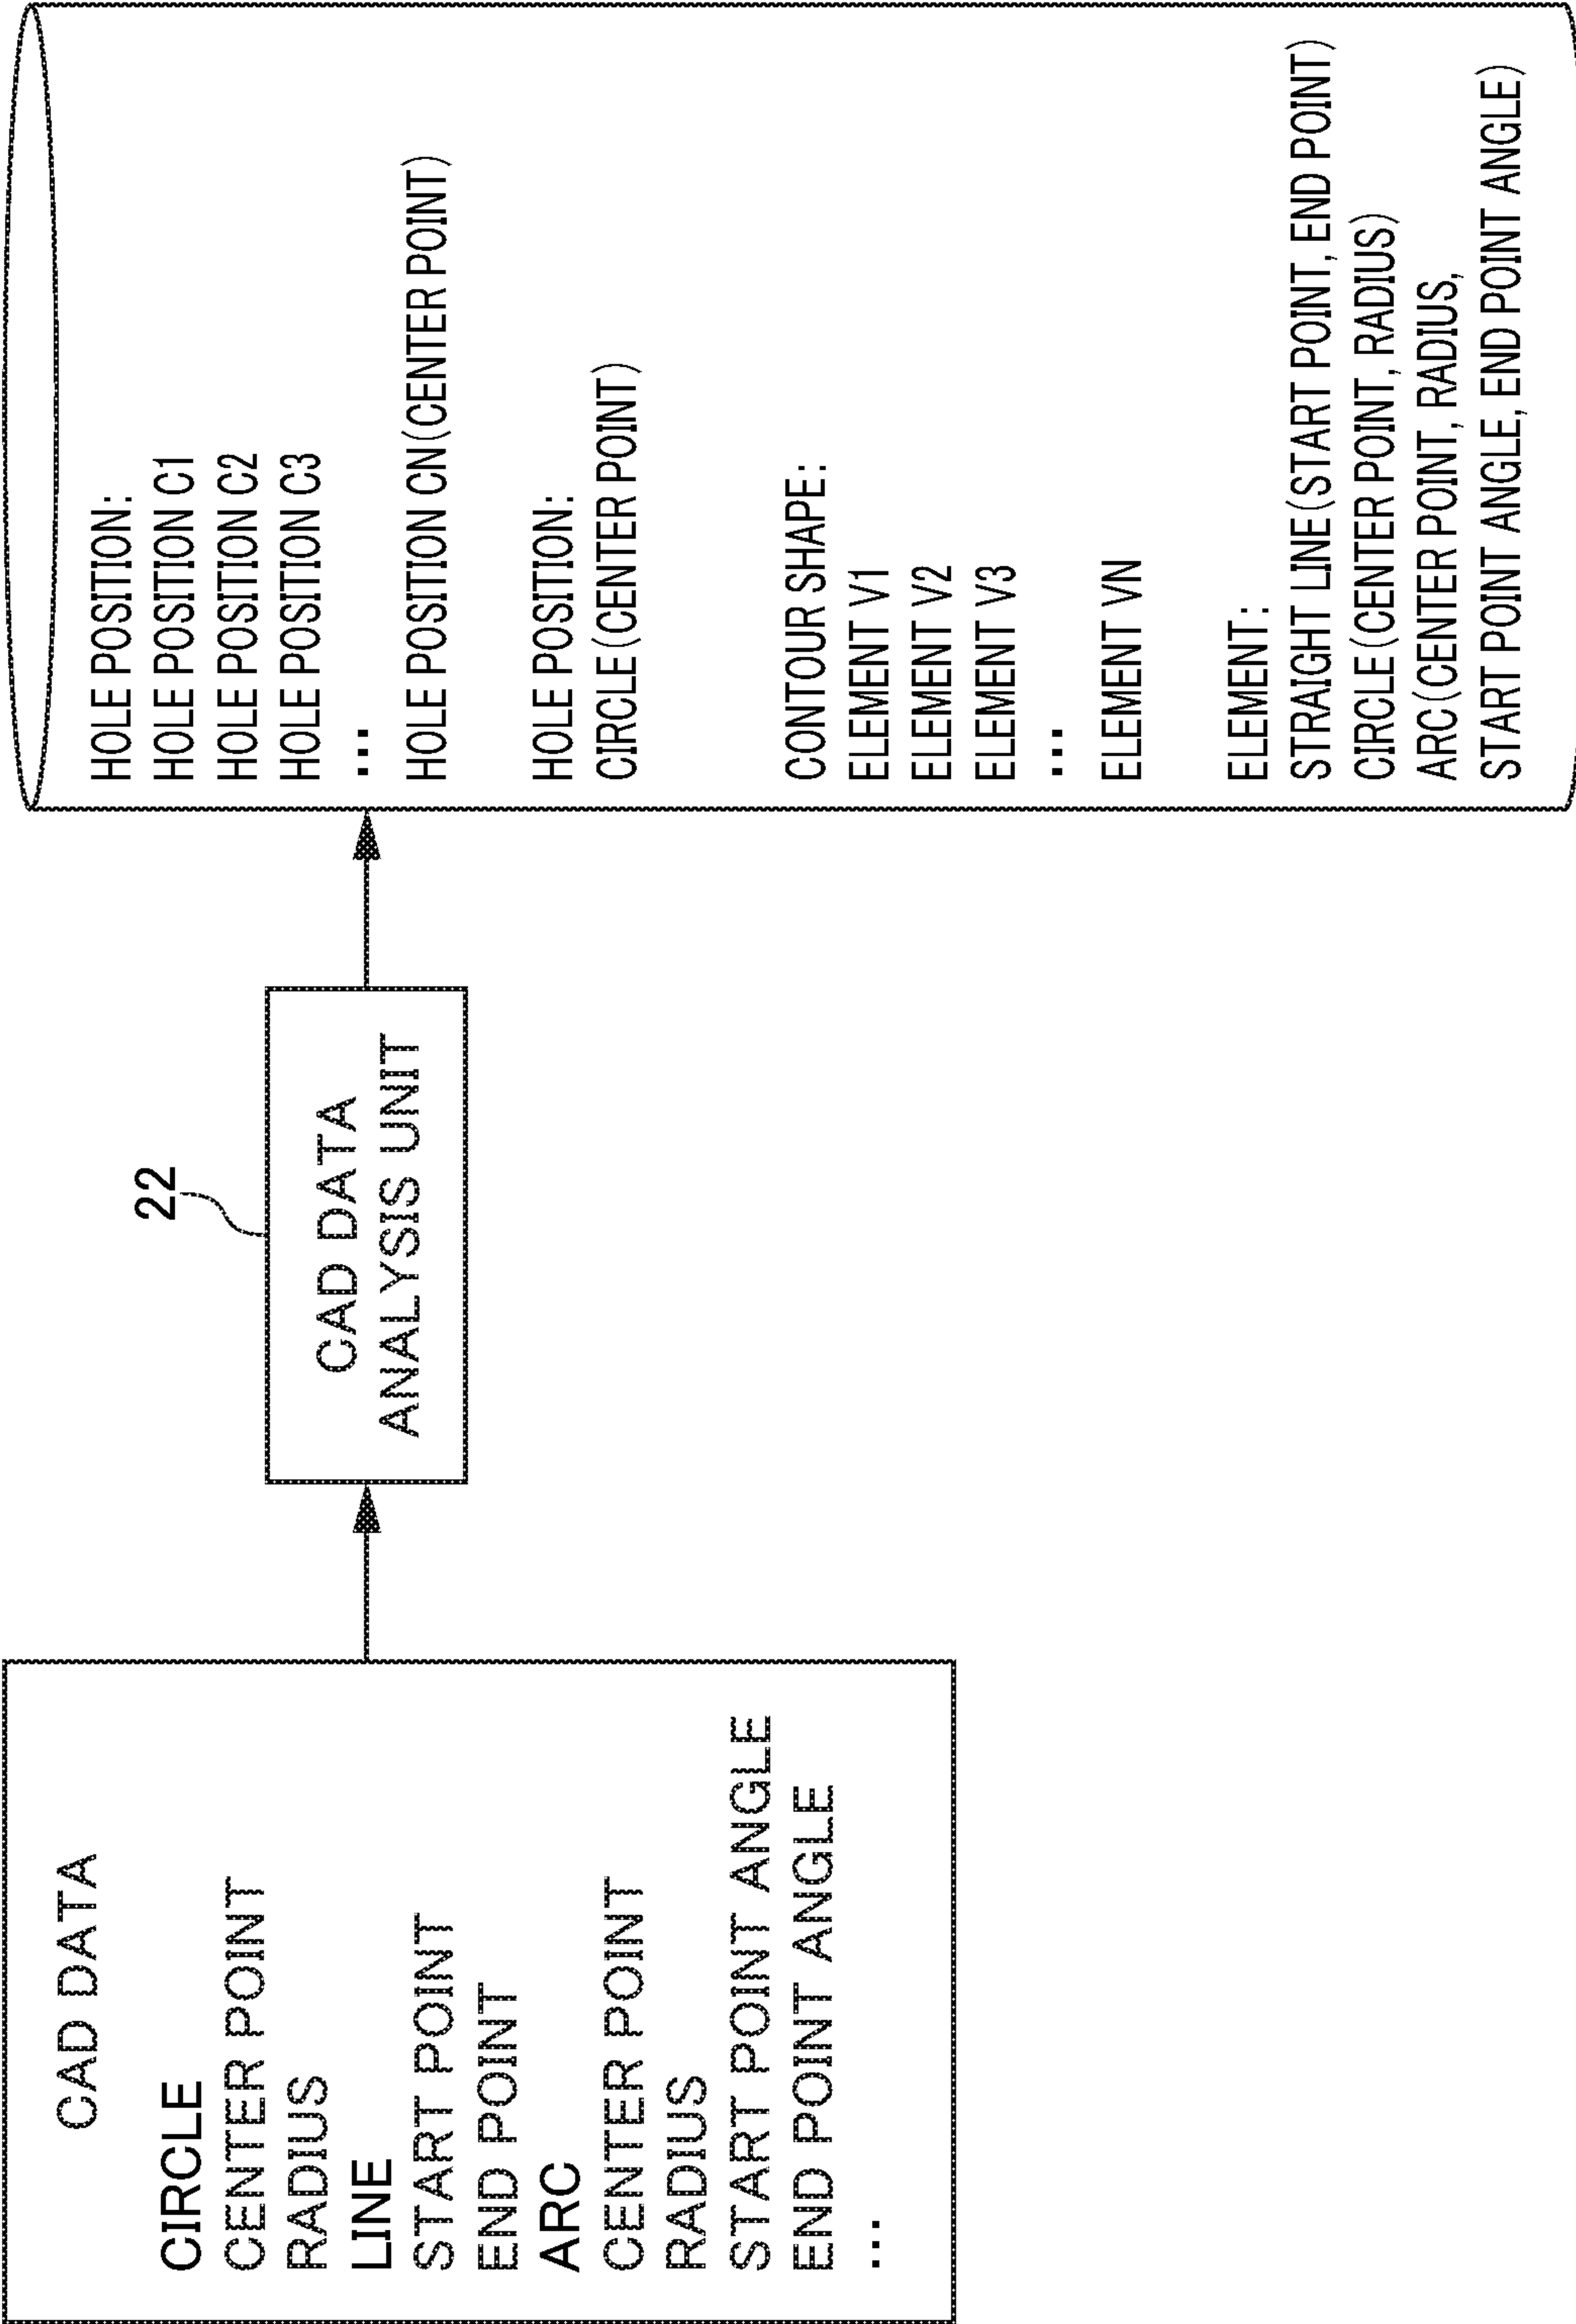 CAD DATA
CIRCLE
CENTER POINT
RADIUS
LINE
START POINT
END POINT
ARC
CENTER POINT
RADIUS
START POINT ANGLE
END POINT ANGLE
...
22
CAD DATA
ANALYSIS UNIT
HOLE POSITION:
HOLE POSITION C1
HOLE POSITION C2
HOLE POSITION C3
...
HOLE POSITION CN(CENTER POINT)
HOLE POSITION:
CIRCLE(CENTER POINT)
CONTOUR SHAPE:
ELEMENT V1
ELEMENT V2
ELEMENT V3
...
ELEMENT VN
ELEMENT:
STRAIGHT LINE(START POINT, END POINT)
CIRCLE(CENTER POINT, RADIUS)
ARC(CENTER POINT, RADIUS,
START POINT ANGLE, END POINT ANGLE)